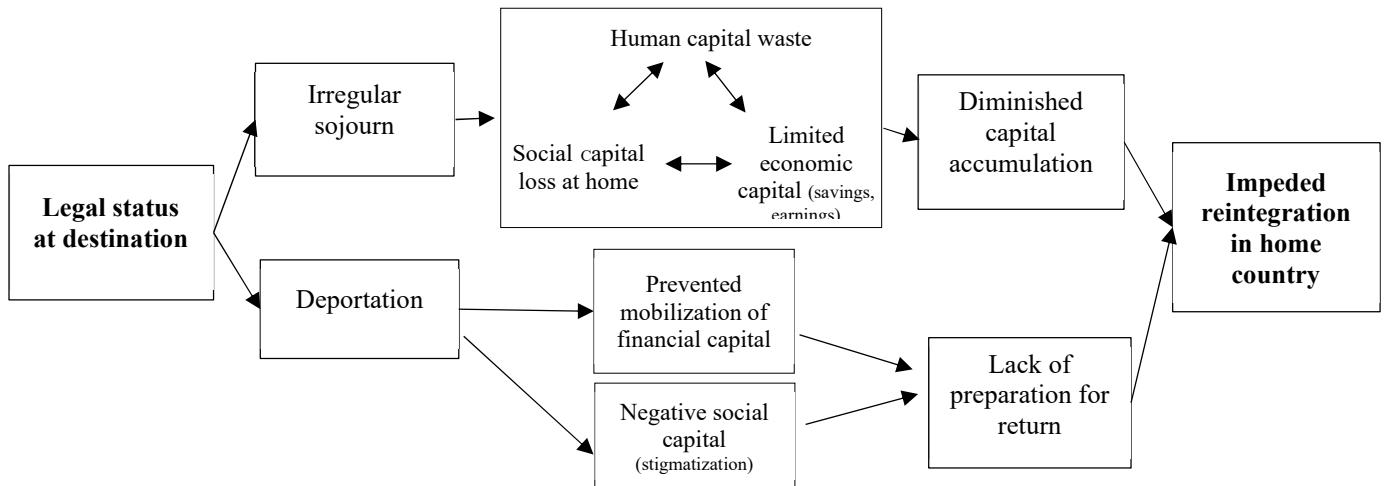 Legal status
at destination
Irregular
sojourn
Deportation
Human capital waste
Social capital
loss at home
Limited
economic
capital (savings,
earnings)
Prevented
mobilization of
financial capital
Negative social
capital
(stigmatization)
Diminished
capital
accumulation
Lack of
preparation for
return
Impeded
reintegration
in home
country